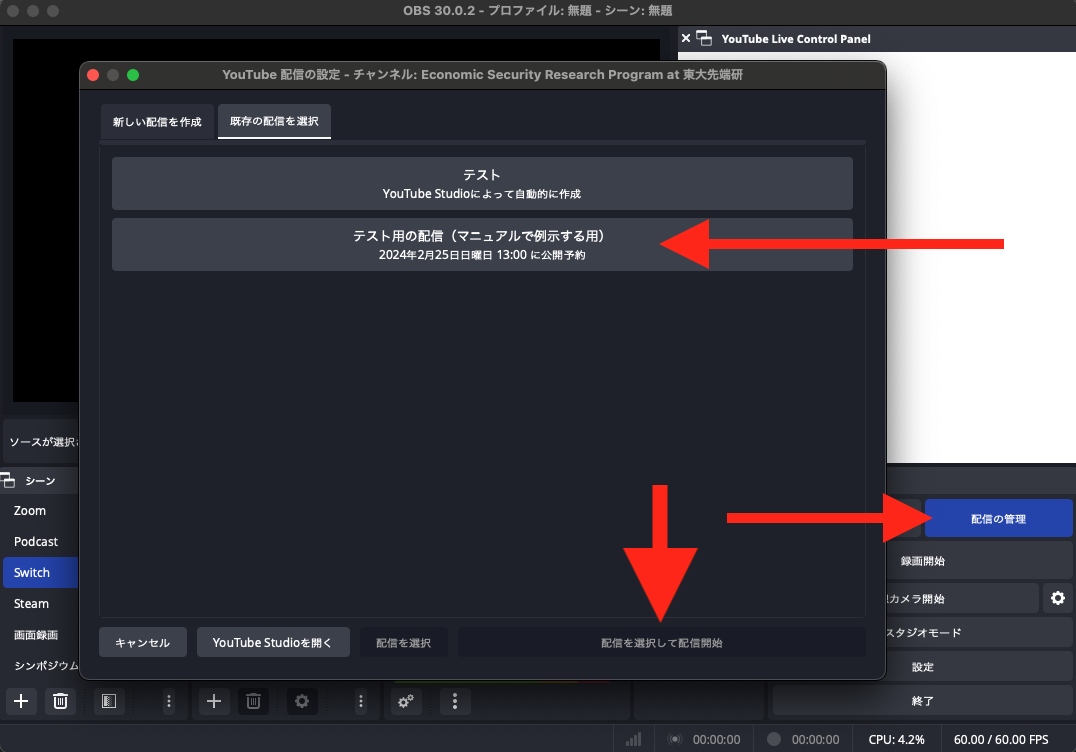 OBS 30.0.2 - プロファイル: 無題 - シーン: 無題
YouTube Live Control Panel
YouTube 配信の設定 - チャンネル: Economic Security Research Program at 東大先端研
新しい配信を作成
既存の配信を選択
テスト
YouTube Studioによって自動的に作成
テスト用の配信（マニュアルで例示する用）
2024年2月25日日曜日 13:00 に公開予約
ソースが選択
シーン
Zoom
Podcast
Switch
Steam
画面録画
シンポジウム
キャンセル
YouTube Studioを開く
配信を選択
配信を選択して配信開始
配信の管理
録画開始
カメラ開始
スタジオモード
設定
終了
00:00:00
00:00:00
CPU: 4.2%
60.00 / 60.00 FPS